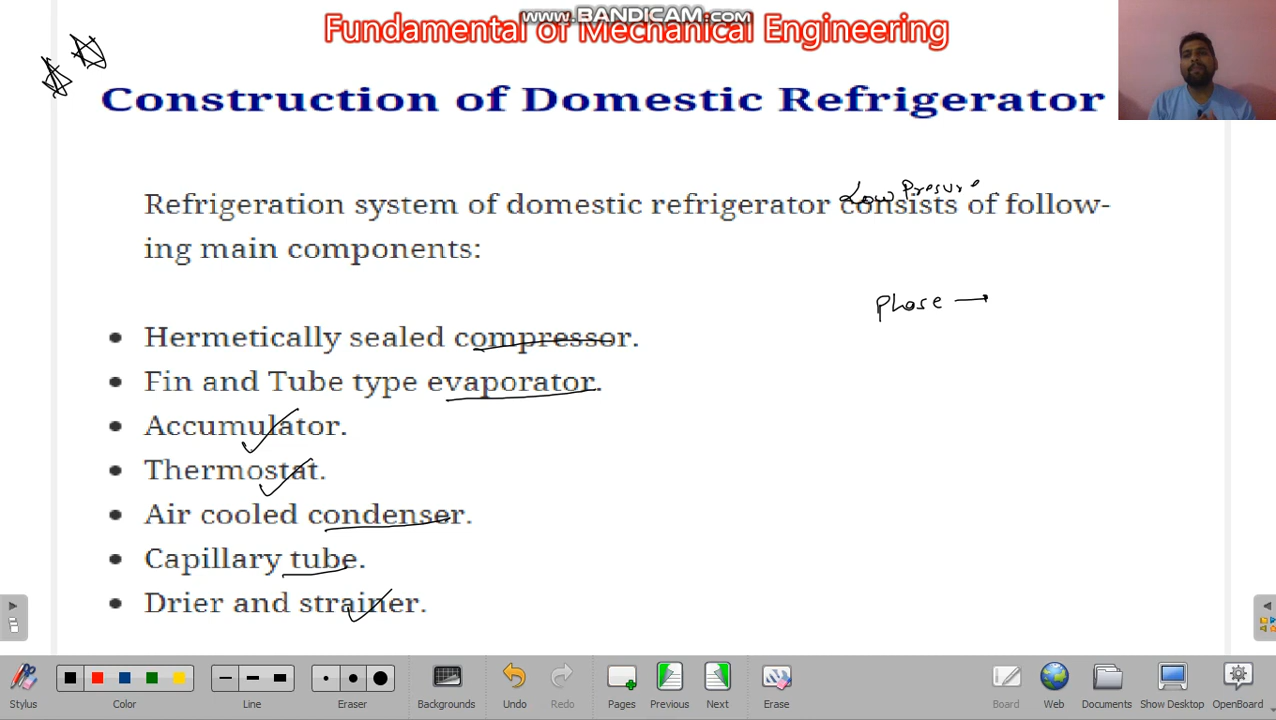 www.BANDICAM.com
Fundamental of Mechanical Engineering
Construction of Domestic Refrigerator
Low Presure
Refrigeration system of domestic refrigerator consists of follow-
ing main components:
Phase →
• Hermetically sealed compressor.
• Fin and Tube type evaporator.
• Accumulator.
• Thermostat.
• Air cooled condenser.
• Capillary tube.
• Drier and strainer.
Stylus Color Line Eraser Backgrounds Undo Redo Pages Previous Next Erase Board Web Documents Show Desktop OpenBoard